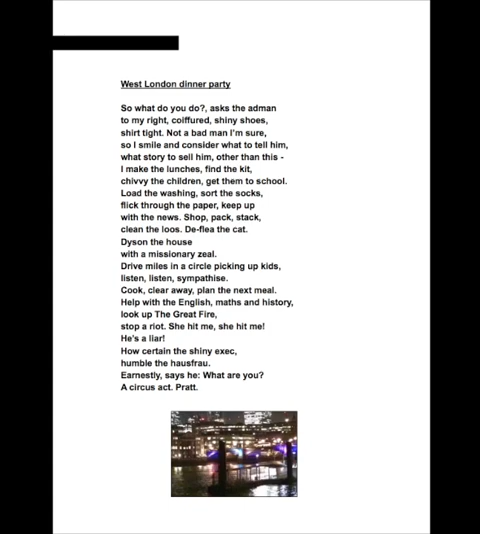 West London dinner party
So what do you do?, asks the adman
to my right, coiffured, shiny shoes,
shirt tight. Not a bad man I'm sure,
so I smile and consider what to tell him,
what story to sell him, other than this -
I make the lunches, find the kit,
chivvy the children, get them to school.
Load the washing, sort the socks,
flick through the paper, keep up
with the news. Shop, pack, stack,
clean the loos. De-flea the cat.
Dyson the house
with a missionary zeal.
Drive miles in a circle picking up kids,
listen, listen, sympathise.
Cook, clear away, plan the next meal.
Help with the English, maths and history,
look up The Great Fire,
stop a riot. She hit me, she hit me!
He's a liar!
How certain the shiny exec,
humble the hausfrau.
Earnestly, says he: What are you?
A circus act. Pratt.